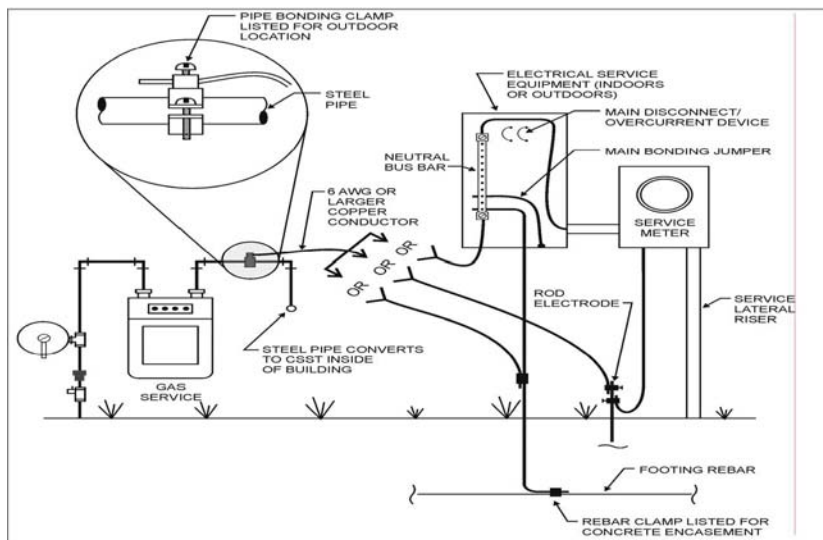 PIPE BONDING CLAMP
LISTED FOR OUTDOOR
LOCATION
STEEL
PIPE
ELECTRICAL SERVICE
EQUIPMENT (INDOORS
OR OUTDOORS)
MAIN DISCONNECT/
OVERCURRENT DEVICE
NEUTRAL
BUS BAR
MAIN BONDING JUMPER
6 AWG OR
LARGER
COPPER
CONDUCTOR
SERVICE
METER
OR
OR
OR
ROD
ELECTRODE
SERVICE
LATERAL
RISER
STEEL PIPE CONVERTS
TO CSST INSIDE
OF BUILDING
GAS
SERVICE
FOOTING REBAR
REBAR CLAMP LISTED FOR
CONCRETE ENCASEMENT